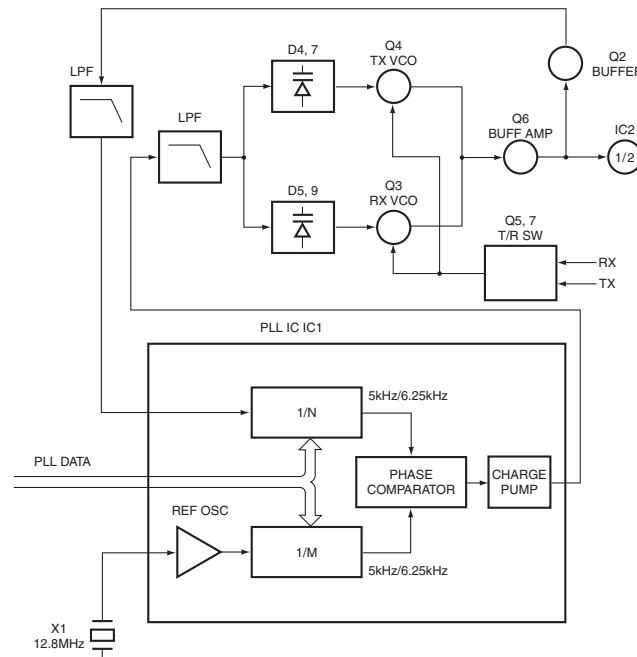 Q4
TX VCO
D4, 7
Q2
BUFFER
LPF
LPF
Q6
BUFF AMP
IC2
1/2
D5, 9
Q3
RX VCO
Q5, 7
T/R SW
RX
TX
PLL IC IC1
5kHz/6.25kHz
1/N
PLL DATA
PHASE
COMPARATOR
CHARGE
PUMP
REF OSC
1/M
5kHz/6.25kHz
X1
12.8MHz